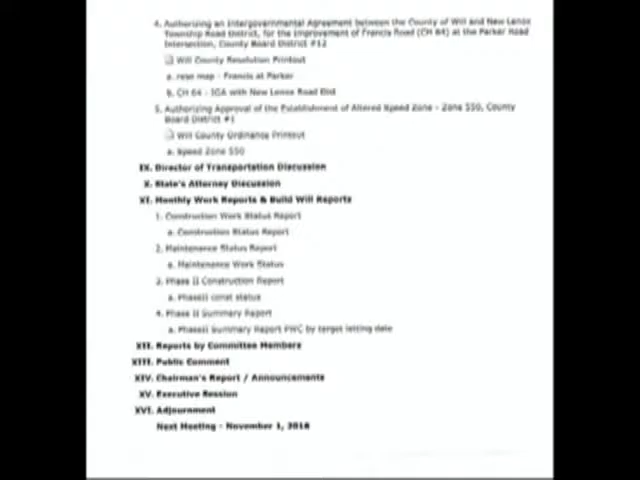 4. Authorizing an Intergovernmental Agreement between the County of Will and New Lenox
Township Road District, for the Improvement of Francis Road (CH 64) at the Parker Road
Intersection, County Board District #12
Will County Resolution Printout
a. reso map - Francis at Parker
b. CH 64 - IGA with New Lenox Road Dist
5. Authorizing Approval of the Establishment of Altered Speed Zone - Zone 550, County
Board District #1
Will County Ordinance Printout
a. Speed Zone 550
IX. Director of Transportation Discussion
X. State's Attorney Discussion
XI. Monthly Work Reports & Build Will Reports
1. Construction Work Status Report
a. Construction Status Report
2. Maintenance Status Report
a. Maintenance Work Status
3. Phase II Construction Report
a. PhaseII const status
4. Phase II Summary Report
a. PhaseII Summary Report PWC by target letting date
XII. Reports by Committee Members
XIII. Public Comment
XIV. Chairman's Report / Announcements
XV. Executive Session
XVI. Adjournment
Next Meeting - November 1, 2016